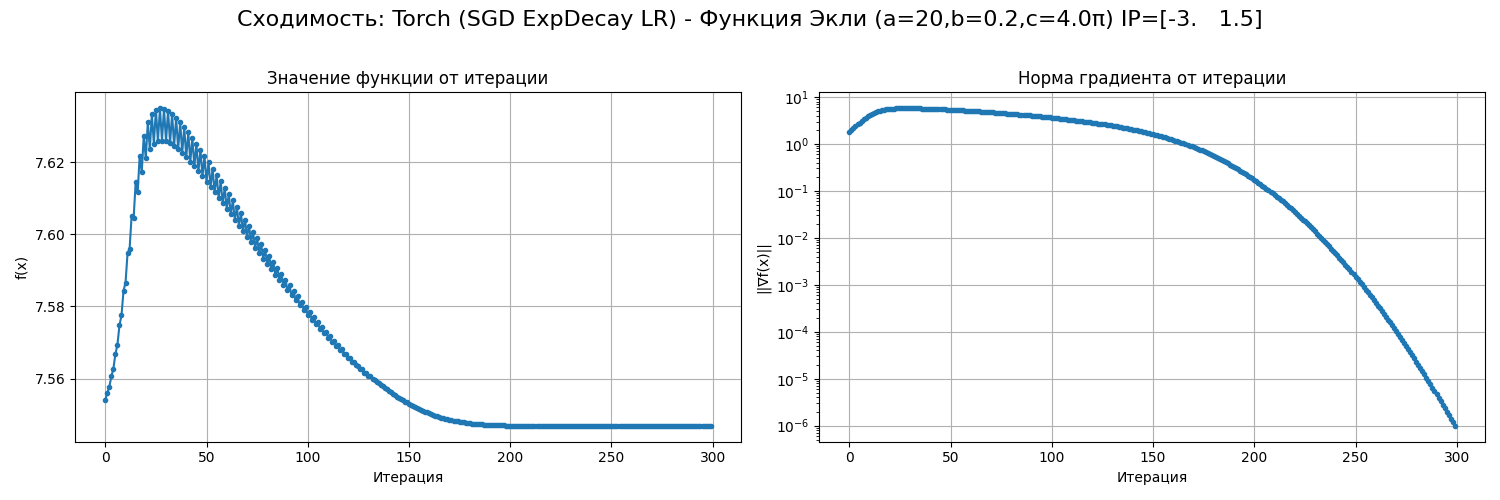 Сходимость: Torch (SGD ExpDecay LR) - Функция Экли (a=20,b=0.2,c=4.0π) IP=[-3.   1.5]
Значение функции от итерации
f(x)
7.62
7.60
7.58
7.56
0 50 100 150 200 250 300
Итерация
Норма градиента от итерации
||∇f(x)||
10¹
10⁰
10⁻¹
10⁻²
10⁻³
10⁻⁴
10⁻⁵
10⁻⁶
0 50 100 150 200 250 300
Итерация